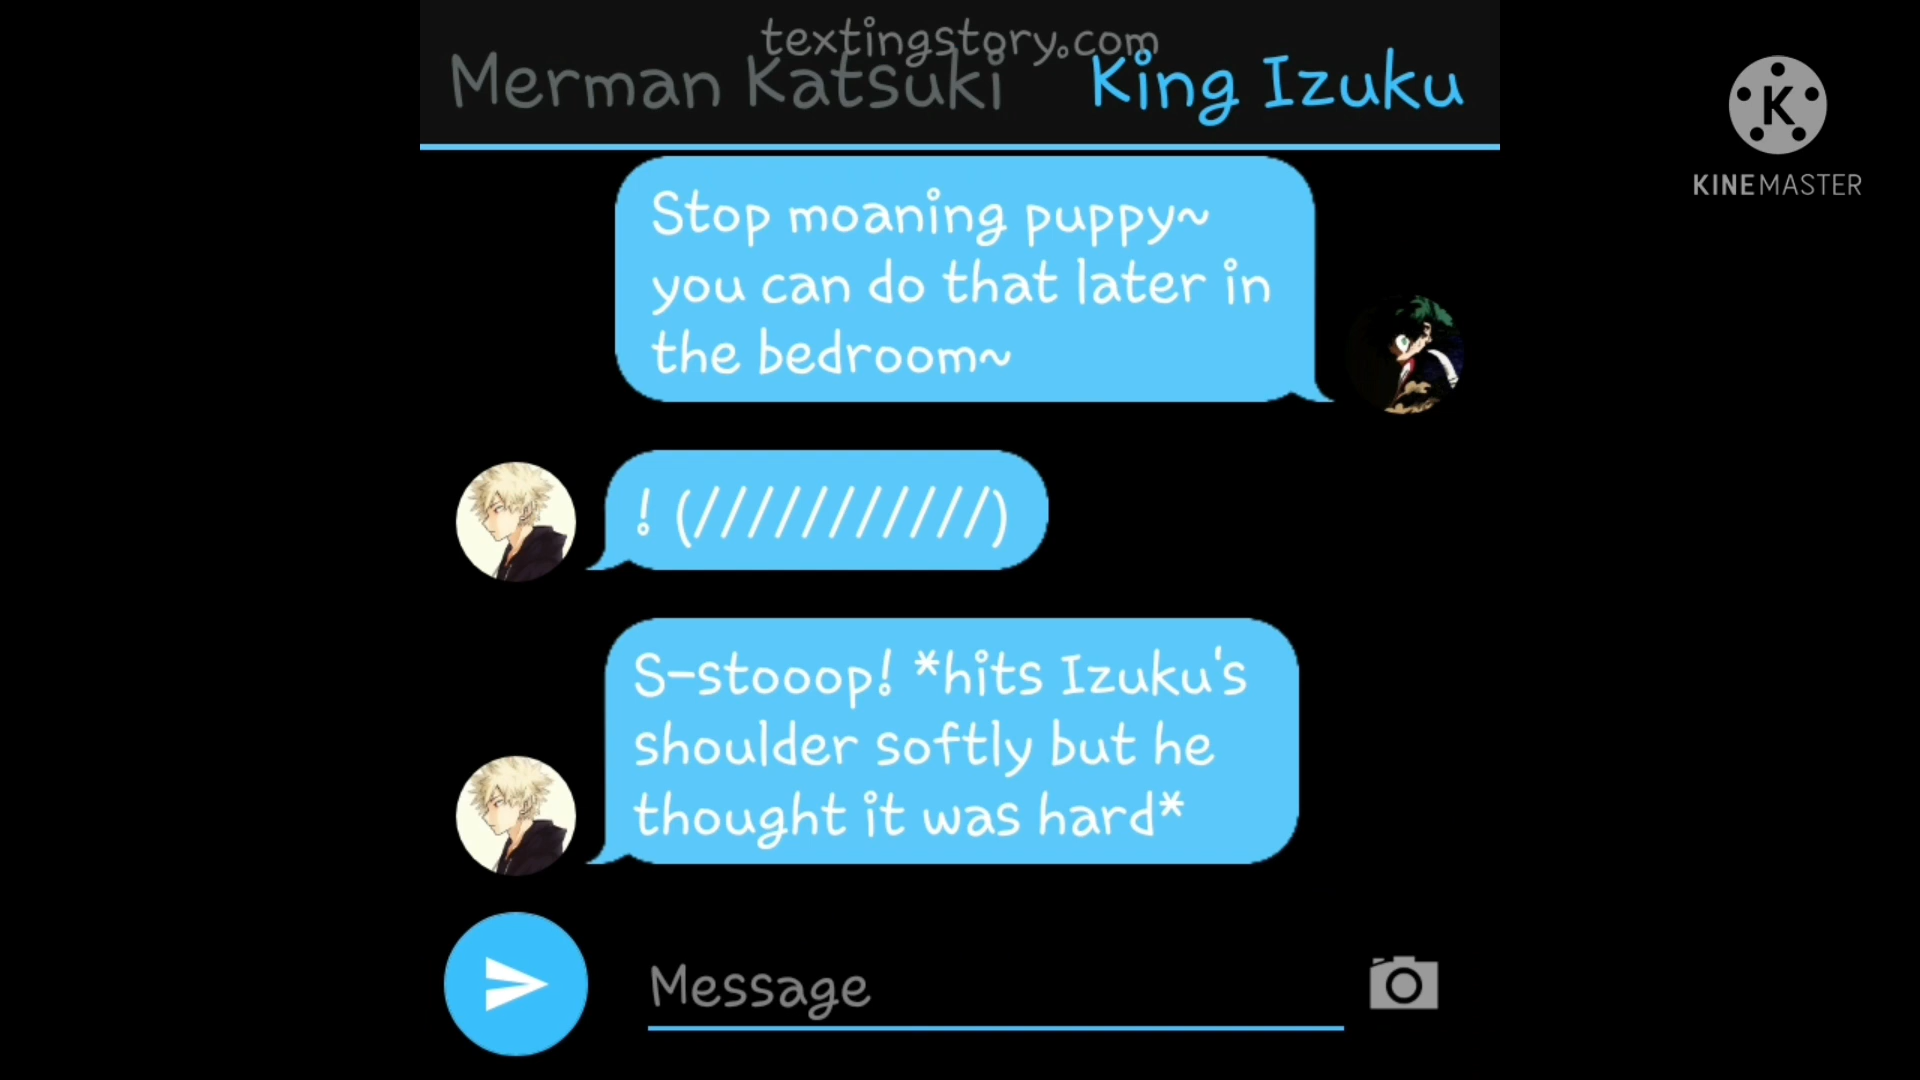 textingstory.com
Merman Katsuki King Izuku
K
KINEMASTER
Stop moaning puppy~
you can do that later in
the bedroom~
! (///////////)
S-stooop! *hits Izuku's
shoulder softly but he
thought it was hard*
Message